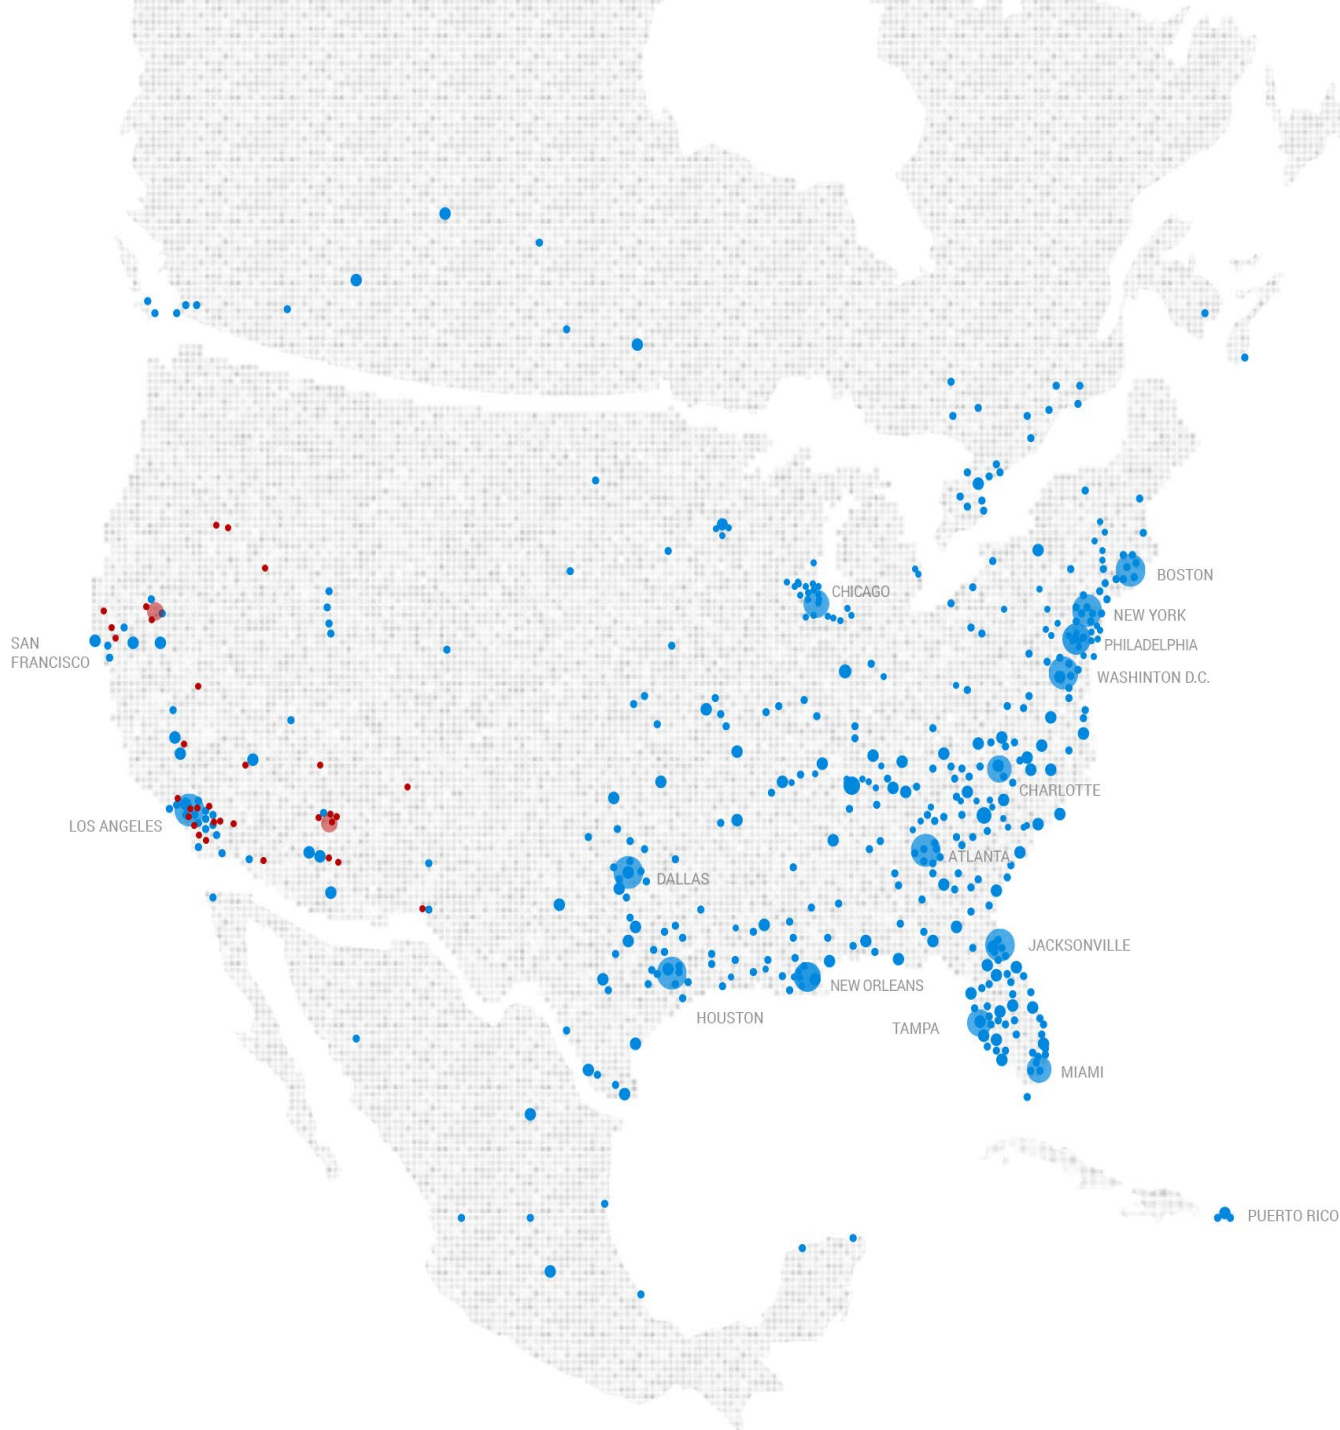 CHICAGO
BOSTON
NEW YORK
SAN
FRANCISCO
PHILADELPHIA
WASHINTON D.C.
CHARLOTTE
LOS ANGELES
ATLANTA
DALLAS
JACKSONVILLE
NEW ORLEANS
HOUSTON
TAMPA
MIAMI
PUERTO RICO